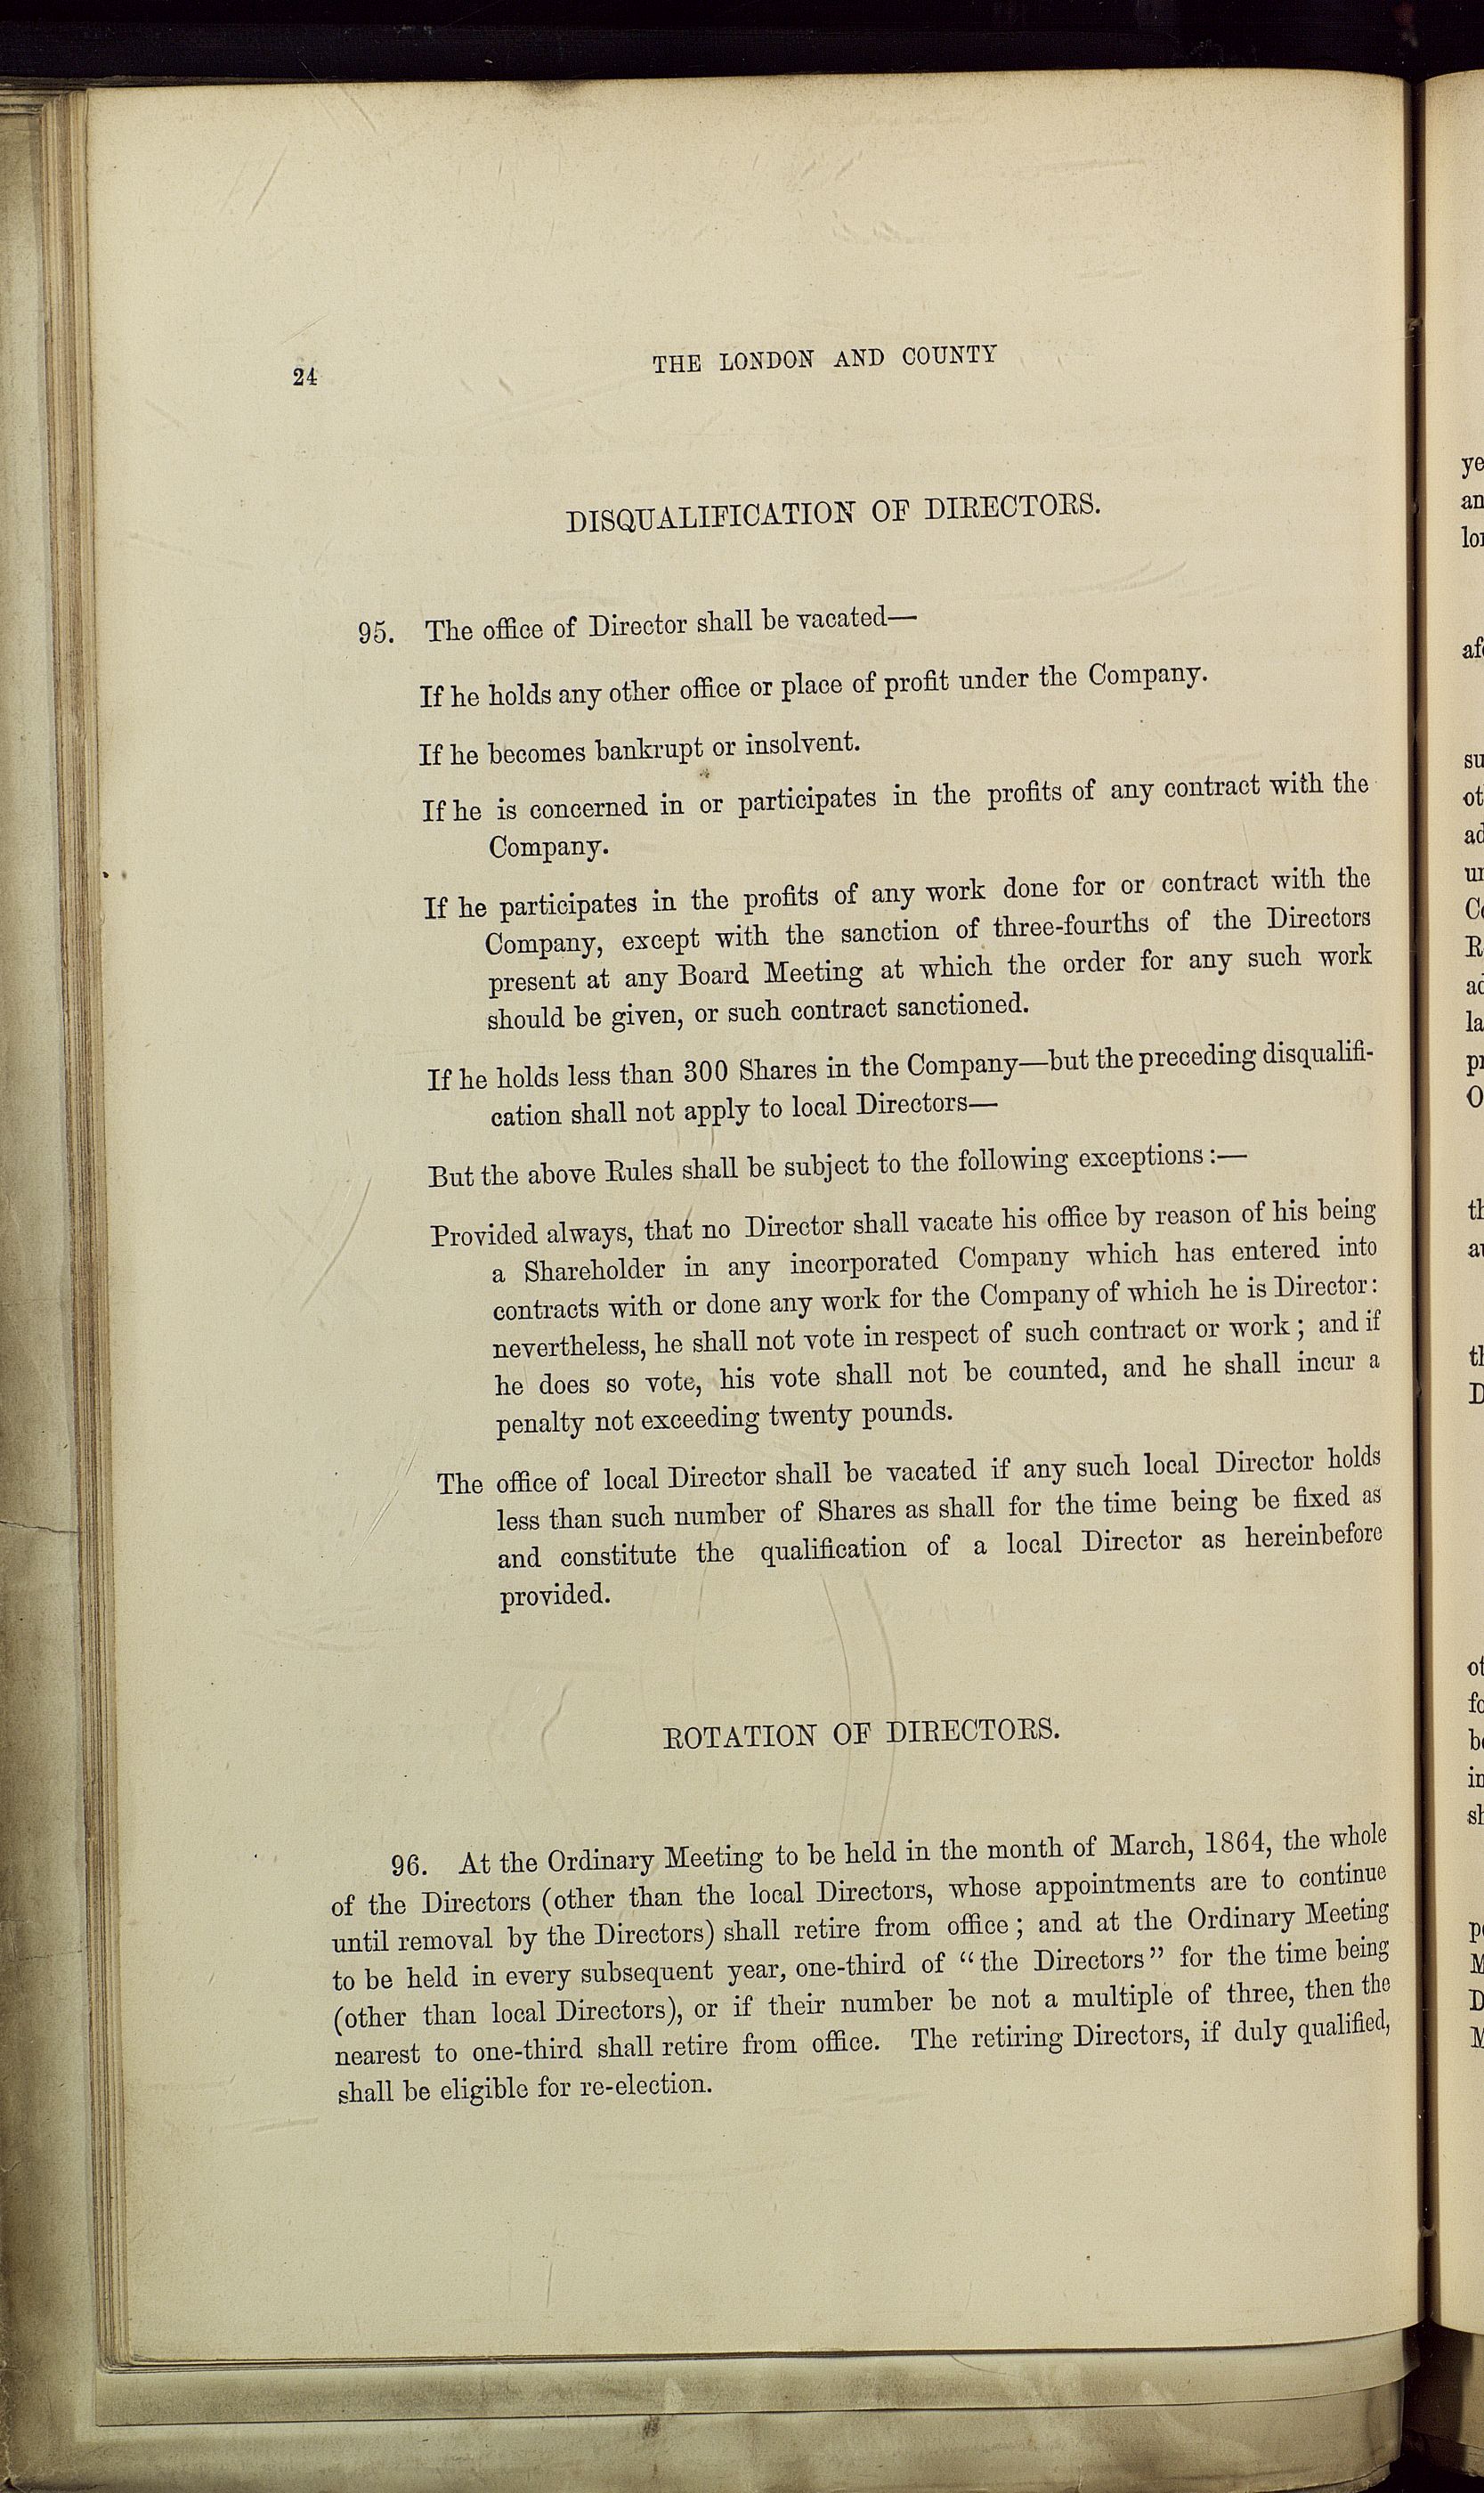 24
THE LONDON AND COUNTY
DISQUALIFICATION OF DIRECTORS.
95. The office of Director shall be vacated—
If he holds any other office or place of profit under the Company.
If he becomes bankrupt or insolvent.
If he is concerned in or participates in the profits of any contract with the
Company.
If he participates in the profits of any work done for or contract with the
Company, except with the sanction of three-fourths of the Directors
present at any Board Meeting at which the order for any such work
should be given, or such contract sanctioned.
If he holds less than 300 Shares in the Company—but the preceding disqualifi-
cation shall not apply to local Directors—
But the above Rules shall be subject to the following exceptions :—
Provided always, that no Director shall vacate his office by reason of his being
a Shareholder in any incorporated Company which has entered into
contracts with or done any work for the Company of which he is Director:
nevertheless, he shall not vote in respect of such contract or work ; and if
he does so vote, his vote shall not be counted, and he shall incur a
penalty not exceeding twenty pounds.
The office of local Director shall be vacated if any such local Director holds
less than such number of Shares as shall for the time being be fixed as
and constitute the qualification of a local Director as hereinbefore
provided.
ROTATION OF DIRECTORS.
96. At the Ordinary Meeting to be held in the month of March, 1864, the whole
of the Directors (other than the local Directors, whose appointments are to continue
until removal by the Directors) shall retire from office ; and at the Ordinary Meeting
to be held in every subsequent year, one-third of “the Directors” for the time being
(other than local Directors), or if their number be not a multiple of three, then the
nearest to one-third shall retire from office. The retiring Directors, if duly qualified,
shall be eligible for re-election.